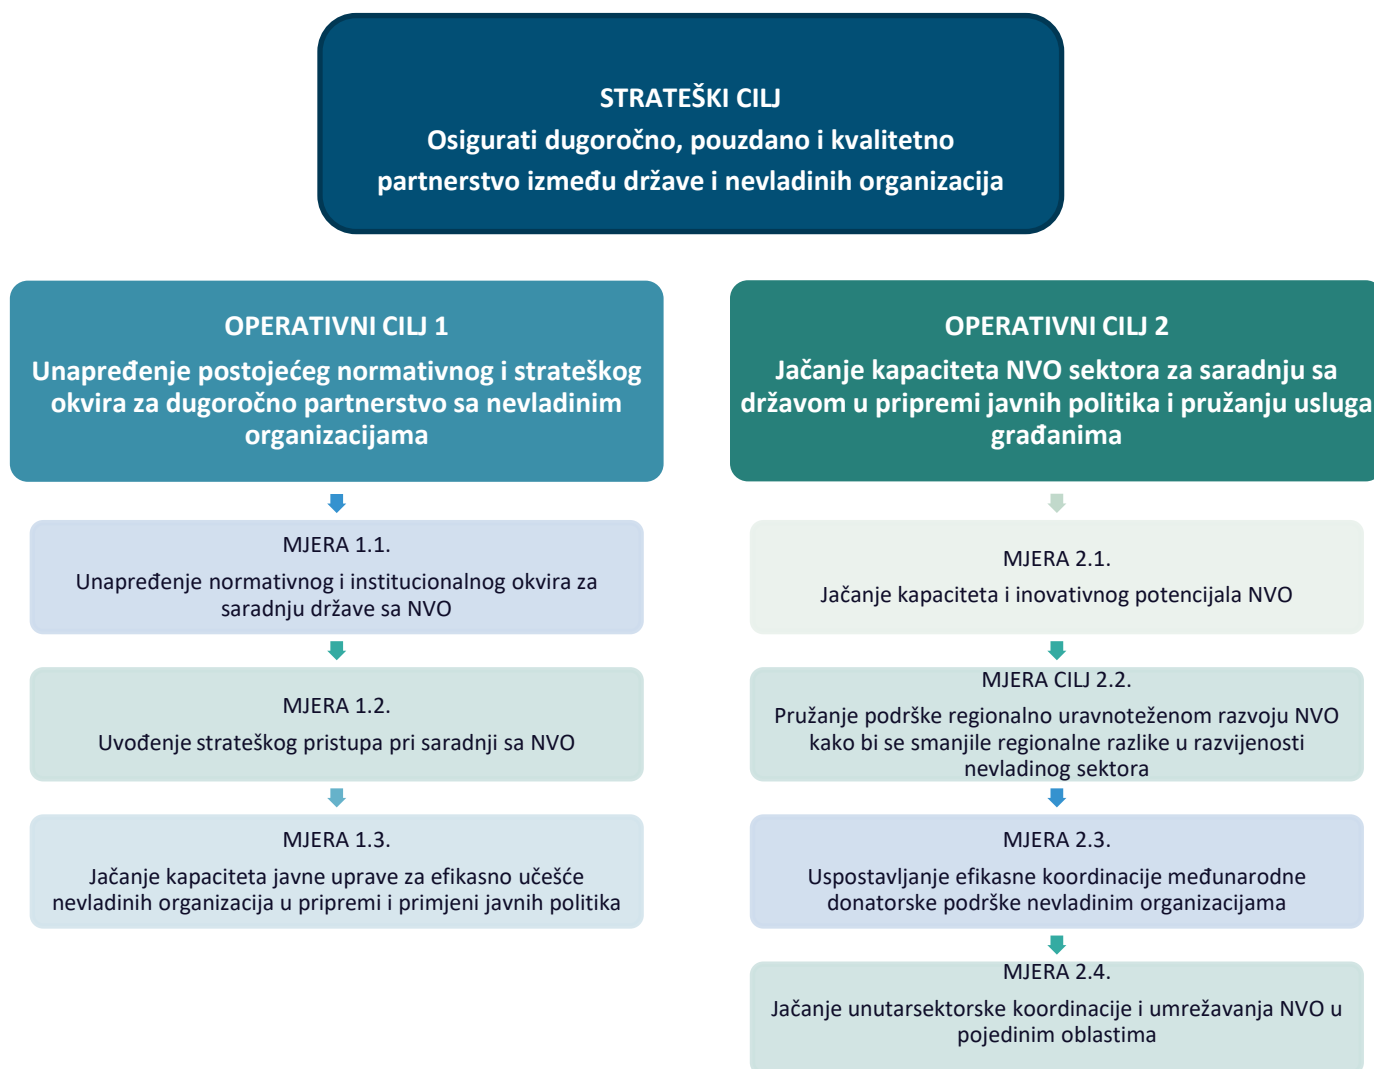 STRATEŠKI CILJ
Osigurati dugoročno, pouzdano i kvalitetno
partnerstvo između države i nevladinih organizacija
OPERATIVNI CILJ 1
Unapređenje postojećeg normativnog i strateškog
okvira za dugoročno partnerstvo sa nevladinim
organizacijama
MJERA 1.1.
Unapređenje normativnog i institucionalnog okvira za
saradnju države sa NVO
MJERA 1.2.
Uvođenje strateškog pristupa pri saradnji sa NVO
MJERA 1.3.
Jačanje kapaciteta javne uprave za efikasno učešće
nevladinih organizacija u pripremi i primjeni javnih politika
OPERATIVNI CILJ 2
Jačanje kapaciteta NVO sektora za saradnju sa
državom u pripremi javnih politika i pružanju usluga
građanima
MJERA 2.1.
Jačanje kapaciteta i inovativnog potencijala NVO
MJERA CILJ 2.2.
Pružanje podrške regionalno uravnoteženom razvoju NVO
kako bi se smanjile regionalne razlike u razvijenosti
nevladinog sektora
MJERA 2.3.
Uspostavljanje efikasne koordinacije međunarodne
donatorske podrške nevladinim organizacijama
MJERA 2.4.
Jačanje unutarsektorske koordinacije i umrežavanja NVO u
pojedinim oblastima